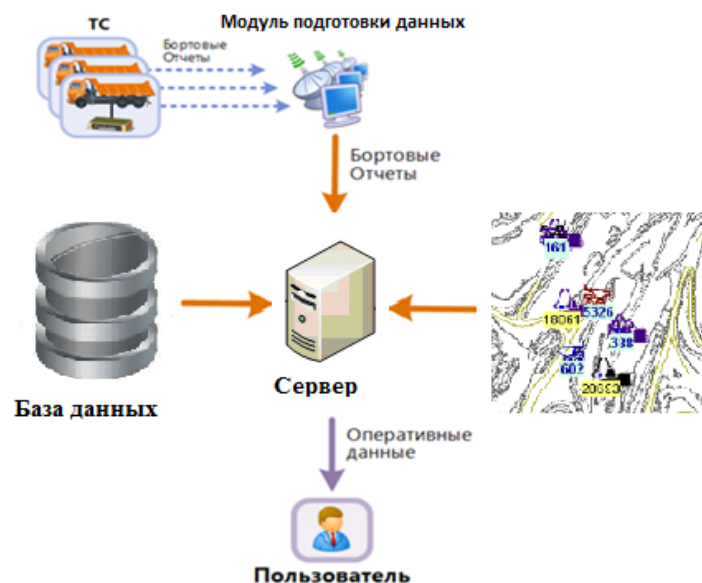 ТС
Модуль подготовки данных
Бортовые
Отчеты
Бортовые
Отчеты
161
5326
18061
338
602
База данных
Сервер
Оперативные
данные
Пользователь